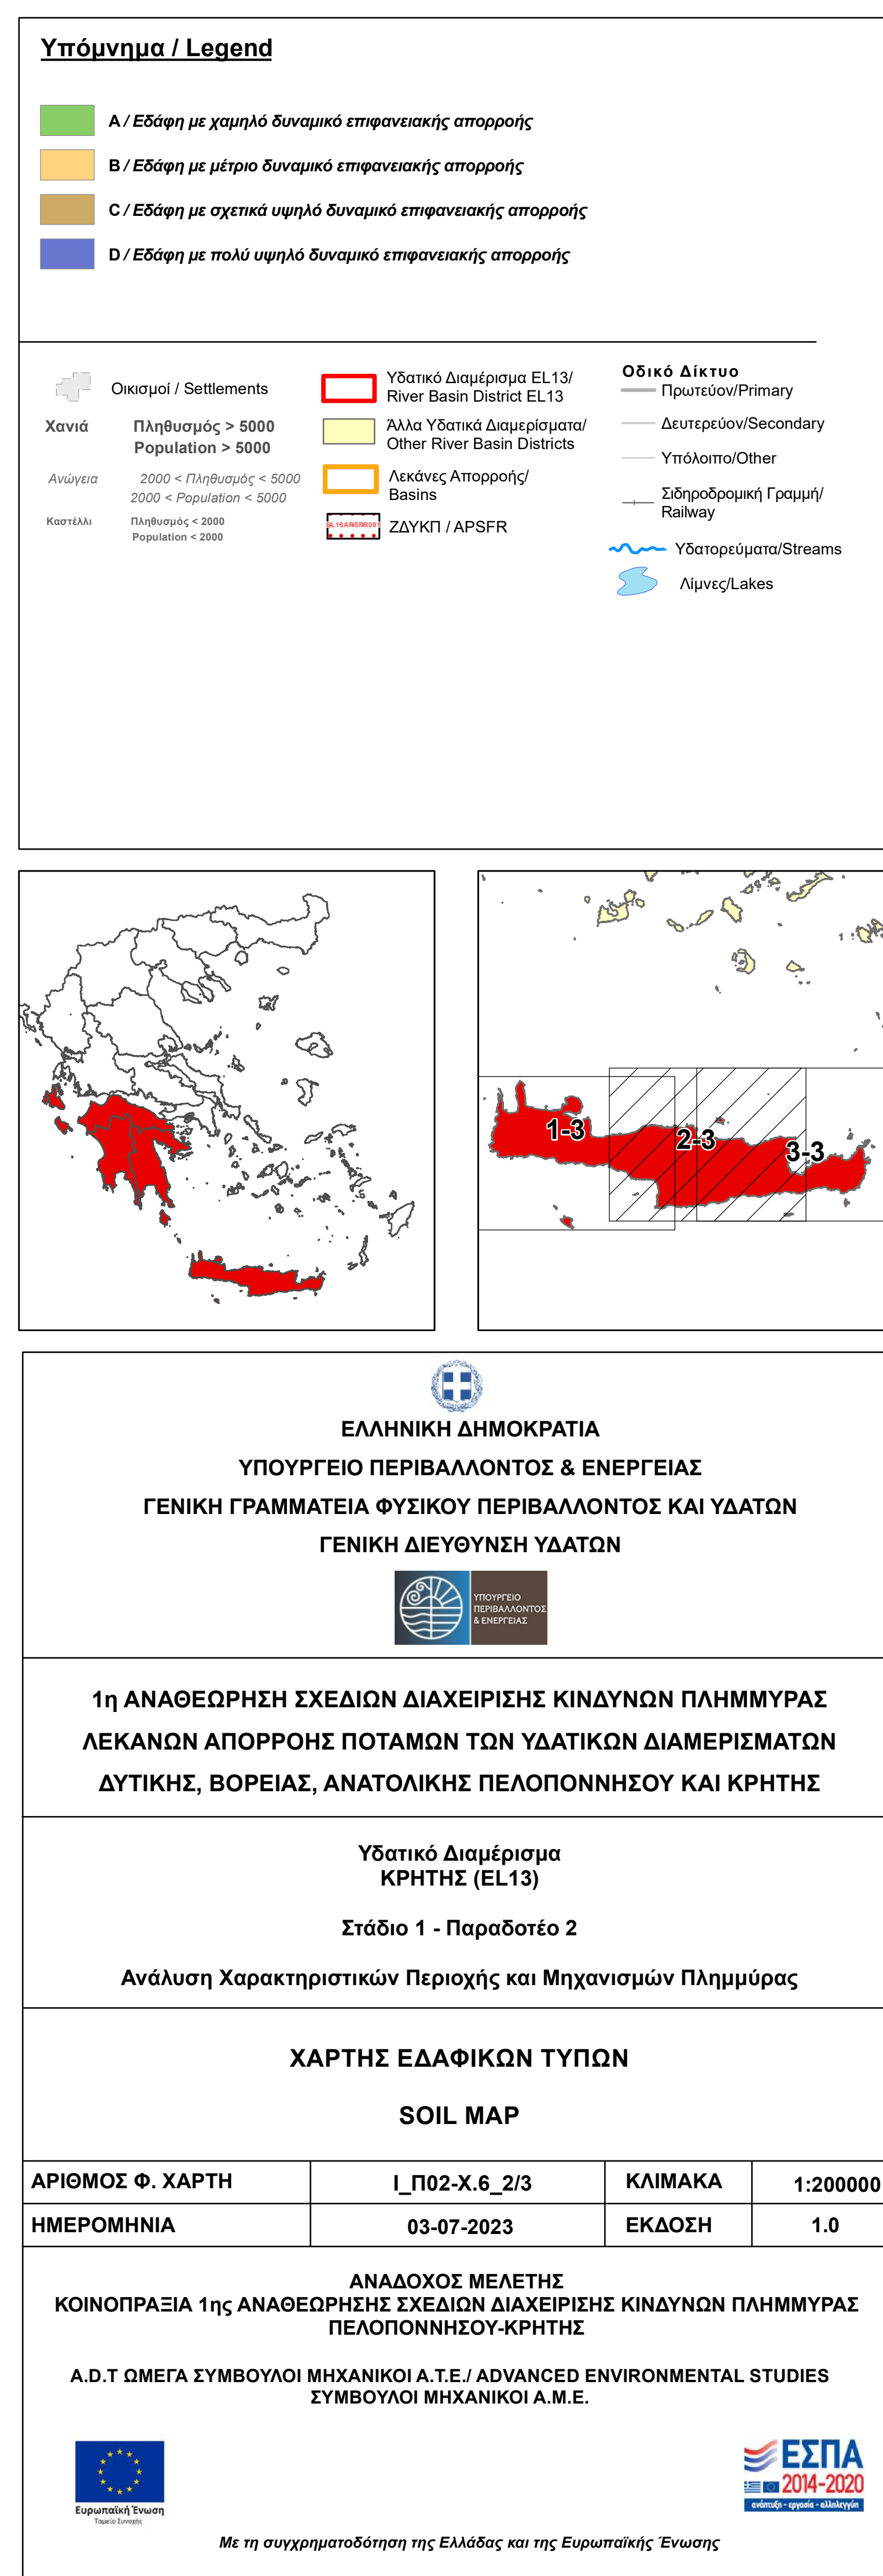 Υπόμνημα / Legend
A / Εδάφη με χαμηλό δυναμικό επιφανειακής απορροής
B / Εδάφη με μέτριο δυναμικό επιφανειακής απορροής
C / Εδάφη με σχετικά υψηλό δυναμικό επιφανειακής απορροής
D / Εδάφη με πολύ υψηλό δυναμικό επιφανειακής απορροής
Οικισμοί / Settlements
Χανιά Πληθυσμός > 5000
Population > 5000
Ανώγεια 2000 < Πληθυσμός < 5000
2000 < Population < 5000
Καστέλλι Πληθυσμός < 2000
Population < 2000
Υδατικό Διαμέρισμα EL13/
River Basin District EL13
Άλλα Υδατικά Διαμερίσματα/
Other River Basin Districts
Λεκάνες Απορροής/
Basins
ΖΔΥΚΠ / APSFR
Οδικό Δίκτυο
Πρωτεύον/Primary
Δευτερεύον/Secondary
Υπόλοιπο/Other
Σιδηροδρομική Γραμμή/
Railway
Υδατορεύματα/Streams
Λίμνες/Lakes
1-3
2-3
3-3
ΕΛΛΗΝΙΚΗ ΔΗΜΟΚΡΑΤΙΑ
ΥΠΟΥΡΓΕΙΟ ΠΕΡΙΒΑΛΛΟΝΤΟΣ & ΕΝΕΡΓΕΙΑΣ
ΓΕΝΙΚΗ ΓΡΑΜΜΑΤΕΙΑ ΦΥΣΙΚΟΥ ΠΕΡΙΒΑΛΛΟΝΤΟΣ ΚΑΙ ΥΔΑΤΩΝ
ΓΕΝΙΚΗ ΔΙΕΥΘΥΝΣΗ ΥΔΑΤΩΝ
ΥΠΟΥΡΓΕΙΟ
ΠΕΡΙΒΑΛΛΟΝΤΟΣ
& ΕΝΕΡΓΕΙΑΣ
1η ΑΝΑΘΕΩΡΗΣΗ ΣΧΕΔΙΩΝ ΔΙΑΧΕΙΡΙΣΗΣ ΚΙΝΔΥΝΩΝ ΠΛΗΜΜΥΡΑΣ
ΛΕΚΑΝΩΝ ΑΠΟΡΡΟΗΣ ΠΟΤΑΜΩΝ ΤΩΝ ΥΔΑΤΙΚΩΝ ΔΙΑΜΕΡΙΣΜΑΤΩΝ
ΔΥΤΙΚΗΣ, ΒΟΡΕΙΑΣ, ΑΝΑΤΟΛΙΚΗΣ ΠΕΛΟΠΟΝΝΗΣΟΥ ΚΑΙ ΚΡΗΤΗΣ
Υδατικό Διαμέρισμα
ΚΡΗΤΗΣ (EL13)
Στάδιο 1 - Παραδοτέο 2
Ανάλυση Χαρακτηριστικών Περιοχής και Μηχανισμών Πλημμύρας
ΧΑΡΤΗΣ ΕΔΑΦΙΚΩΝ ΤΥΠΩΝ
SOIL MAP
ΑΡΙΘΜΟΣ Φ. ΧΑΡΤΗ Ι_Π02-Χ.6_2/3 ΚΛΙΜΑΚΑ 1:200000
ΗΜΕΡΟΜΗΝΙΑ 03-07-2023 ΕΚΔΟΣΗ 1.0
ΑΝΑΔΟΧΟΣ ΜΕΛΕΤΗΣ
ΚΟΙΝΟΠΡΑΞΙΑ 1ης ΑΝΑΘΕΩΡΗΣΗΣ ΣΧΕΔΙΩΝ ΔΙΑΧΕΙΡΙΣΗΣ ΚΙΝΔΥΝΩΝ ΠΛΗΜΜΥΡΑΣ
ΠΕΛΟΠΟΝΝΗΣΟΥ-ΚΡΗΤΗΣ
A.D.T ΩΜΕΓΑ ΣΥΜΒΟΥΛΟΙ ΜΗΧΑΝΙΚΟΙ Α.Τ.Ε./ ADVANCED ENVIRONMENTAL STUDIES
ΣΥΜΒΟΥΛΟΙ ΜΗΧΑΝΙΚΟΙ Α.Μ.Ε.
Ευρωπαϊκή Ένωση
Ταμείο Συνοχής
ΕΣΠΑ
2014-2020
ανάπτυξη - εργασία - αλληλεγγύη
Με τη συγχρηματοδότηση της Ελλάδας και της Ευρωπαϊκής Ένωσης